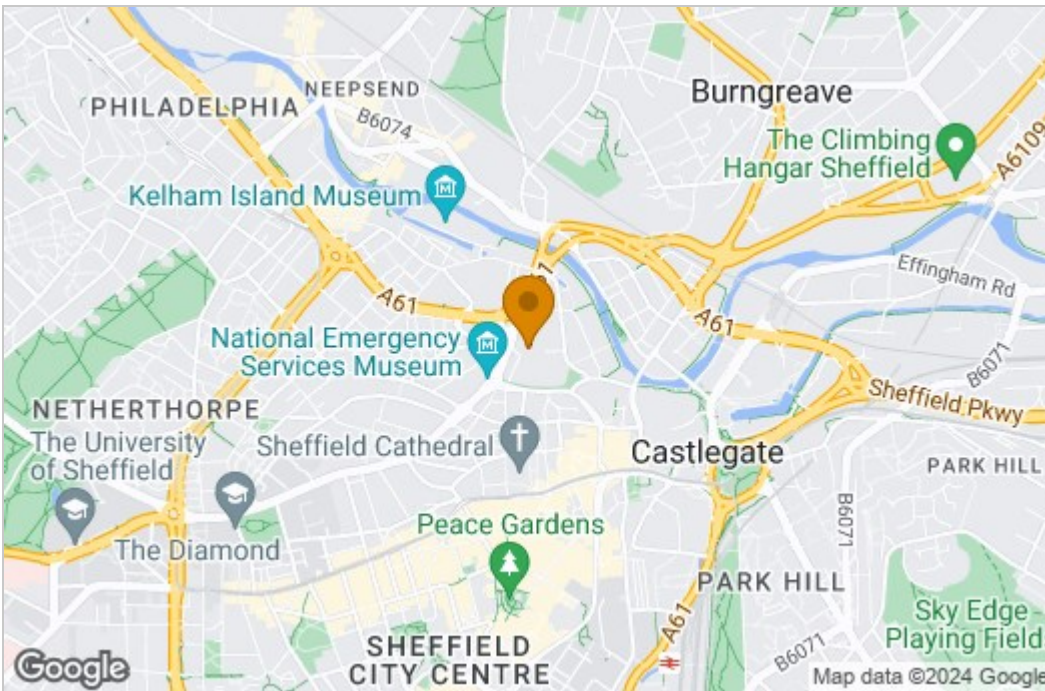 NEEPSEND
PHILADELPHIA
B6074
Burngreave
The Climbing
Hangar Sheffield
A6109
Kelham Island Museum
Effingham Rd
A61
A61
A61
National Emergency
Services Museum
B6071
Sheffield Pkwy
NETHERTHORPE
The University
of Sheffield
Sheffield Cathedral
Castlegate
PARK HILL
B6071
Peace Gardens
The Diamond
PARK HILL
A61
Sky Edge
Playing Field
B6071
SHEFFIELD
CITY CENTRE
Google
Map data ©2024 Google